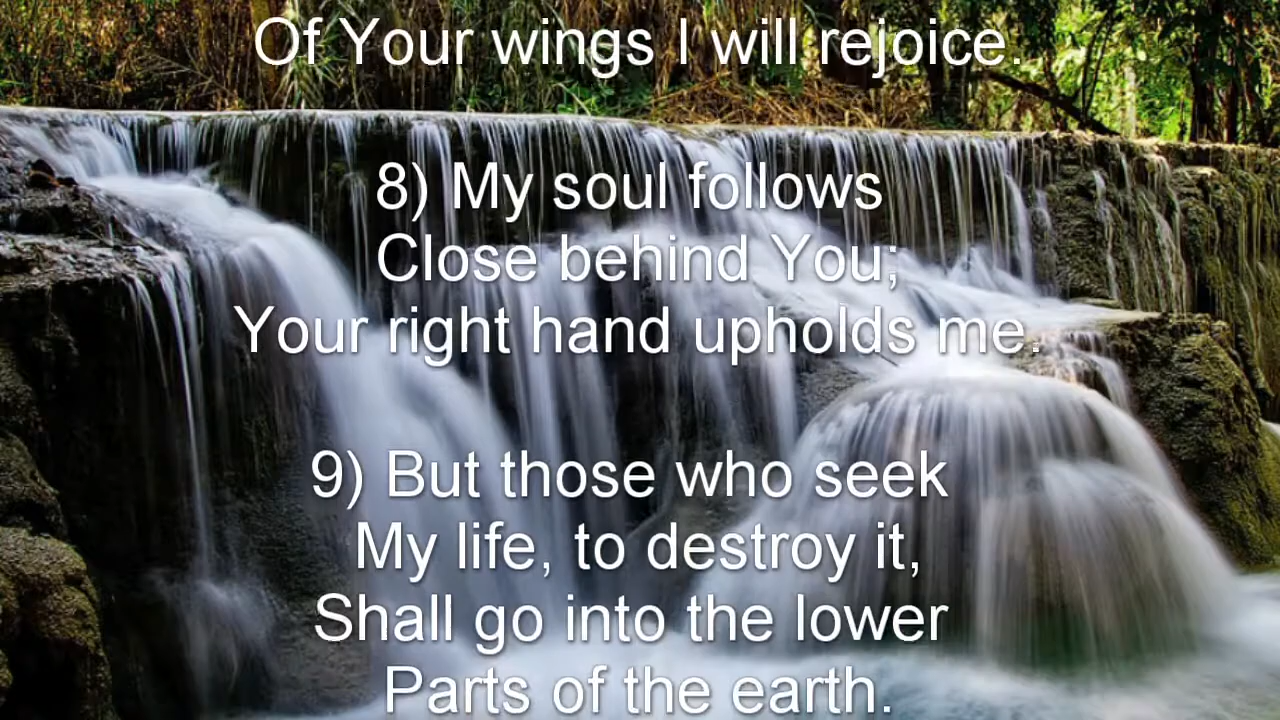 Of Your wings I will rejoice.
8) My soul follows
Close behind You;
Your right hand upholds me.
9) But those who seek
My life, to destroy it,
Shall go into the lower
Parts of the earth.